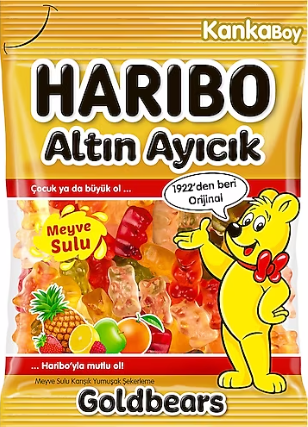 KankaBoy
HARIBO
Altın Ayıcık
Çocuk ya da büyük ol ...
1922'den beri
Orijinal
Meyve
Sulu
... Haribo'yla mutlu ol!
Meyve Sulu Karışık Yumuşak Şekerleme
Goldbears